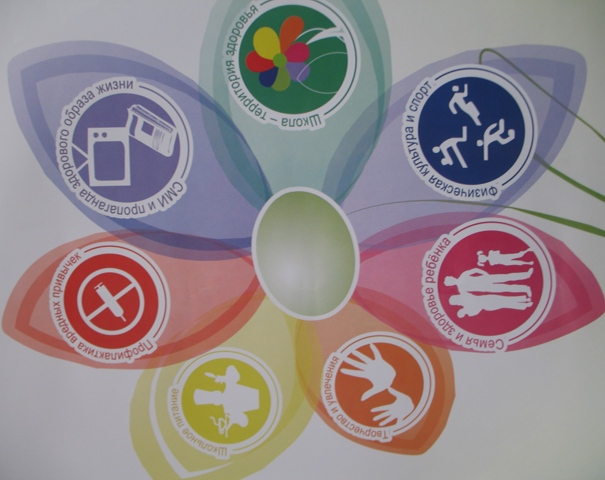 Школа – территория здоровья
Физическая культура и спорт
Семья и здоровье ребёнка
Творчество и увлечения
Школьное питание
Профилактика вредных привычек
СМИ и пропаганда здорового образа жизни